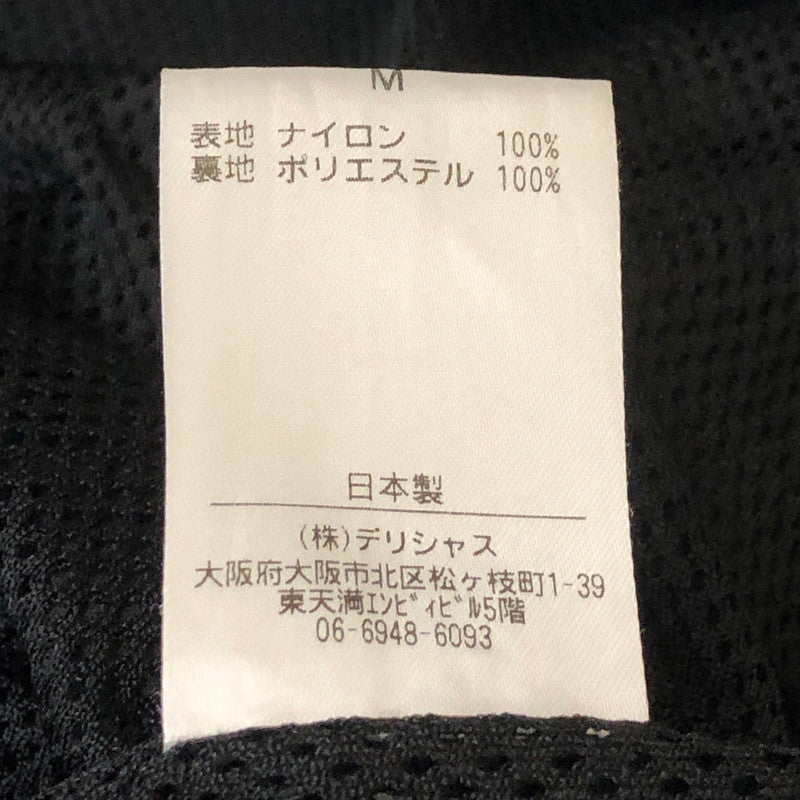 M
表地 ナイロン 100%
裏地 ポリエステル 100%
日本製
(株)デリシャス
大阪府大阪市北区松ヶ枝町1-39
東天満ｴﾝﾋﾞｨﾋﾞﾙ5階
06-6948-6093